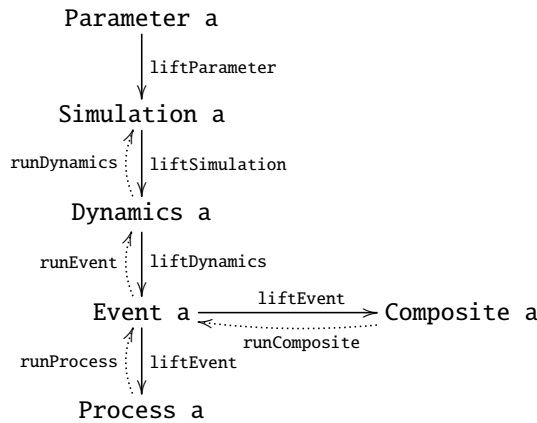 Parameter a
liftParameter
Simulation a
runDynamics liftSimulation
Dynamics a
runEvent liftDynamics
liftEvent
Event a Composite a
runComposite
runProcess liftEvent
Process a